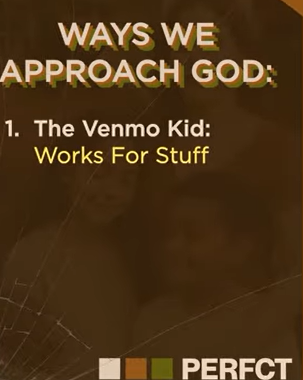 WAYS WE
APPROACH GOD:
1. The Venmo Kid:
Works For Stuff
PERFCT